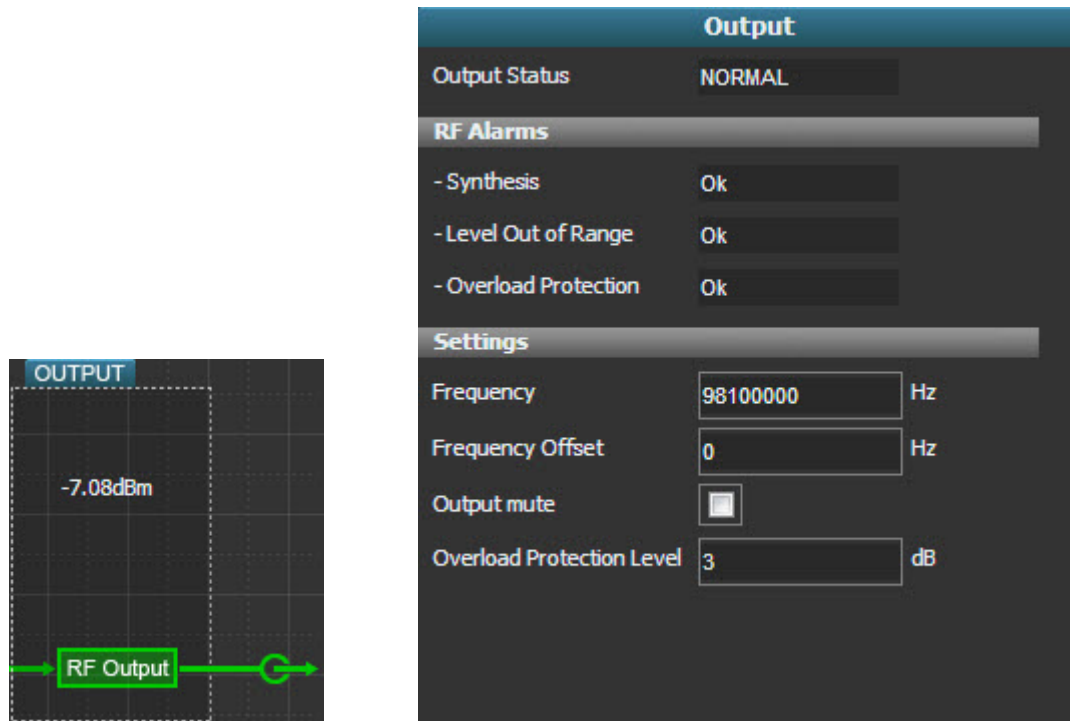 OUTPUT
-7.08dBm
RF Output
Output
Output Status NORMAL
RF Alarms
- Synthesis Ok
- Level Out of Range Ok
- Overload Protection Ok
Settings
Frequency 98100000 Hz
Frequency Offset 0 Hz
Output mute
Overload Protection Level 3 dB